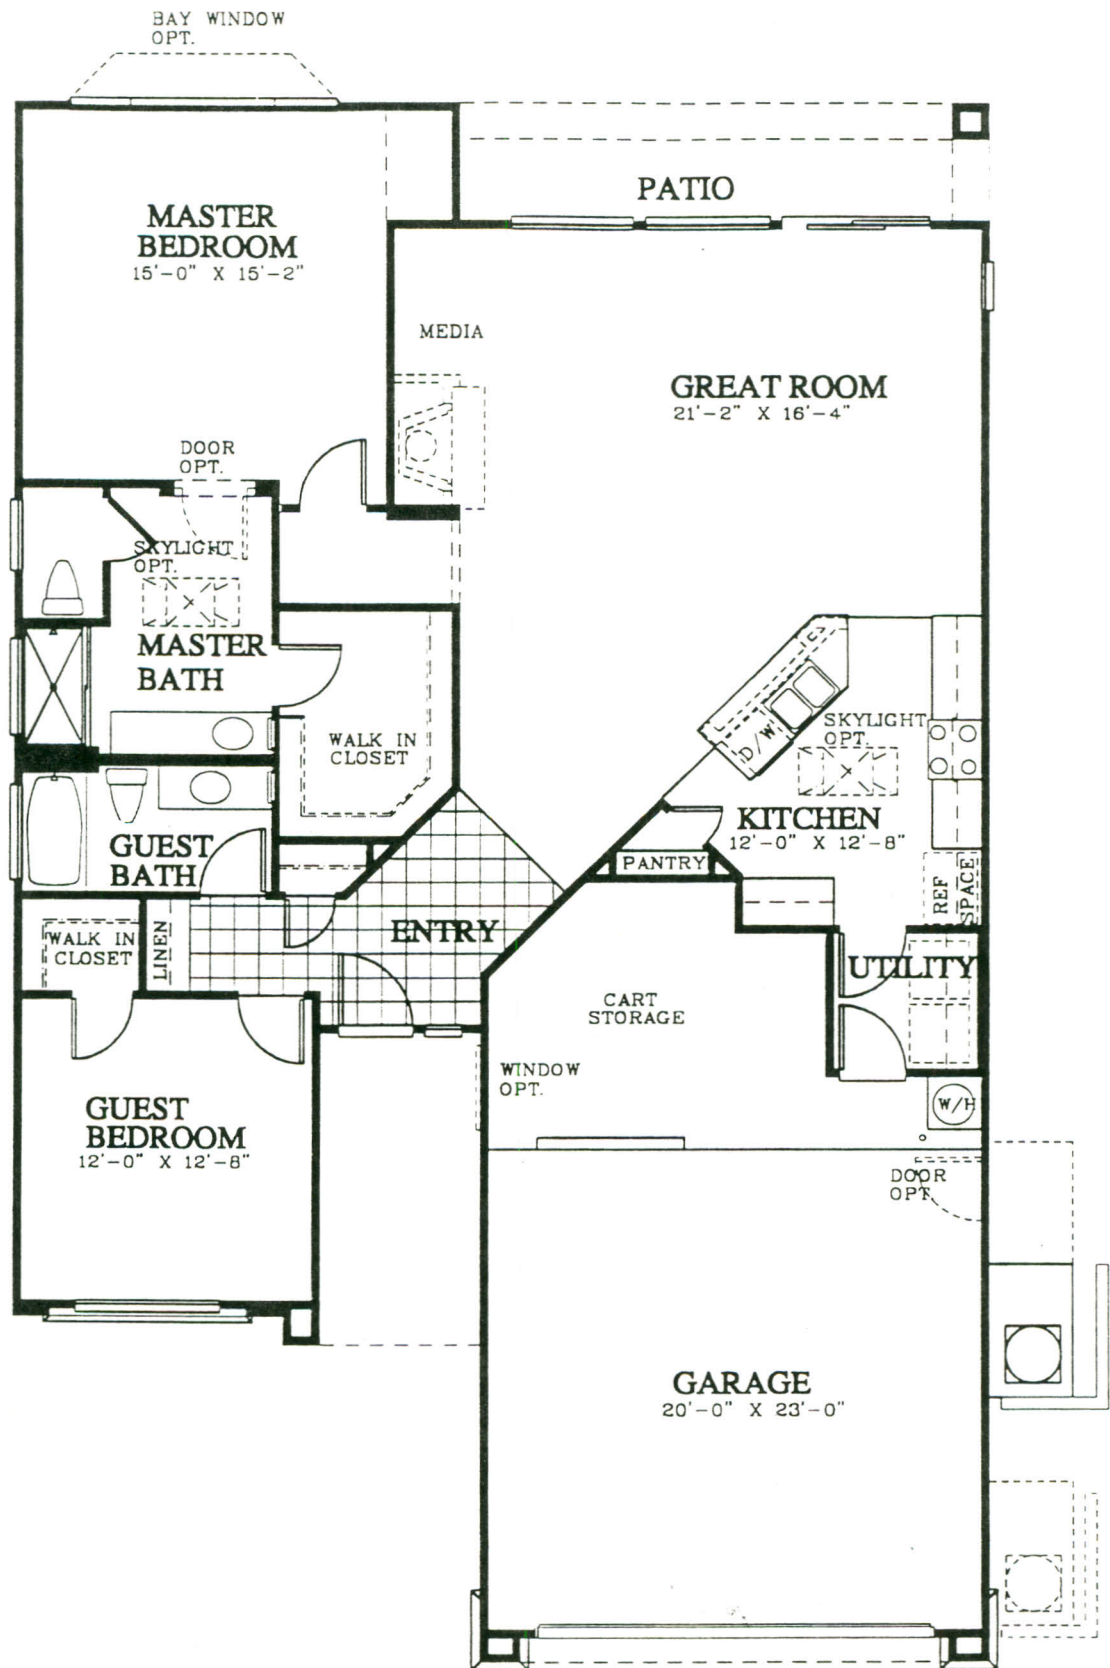 BAY WINDOW
OPT.
PATIO
MASTER
BEDROOM
15'-0" X 15'-2"
MEDIA
GREAT ROOM
21'-2" X 16'-4"
DOOR
OPT.
SKYLIGHT
OPT.
MASTER
BATH
WALK IN
CLOSET
D/W
SKYLIGHT
OPT.
KITCHEN
12'-0" X 12'-8"
PANTRY
REF
SPACE
GUEST
BATH
ENTRY
WALK IN
CLOSET
LINEN
UTILITY
CART
STORAGE
WINDOW
OPT.
W/H
GUEST
BEDROOM
12'-0" X 12'-8"
DOOR
OPT.
GARAGE
20'-0" X 23'-0"